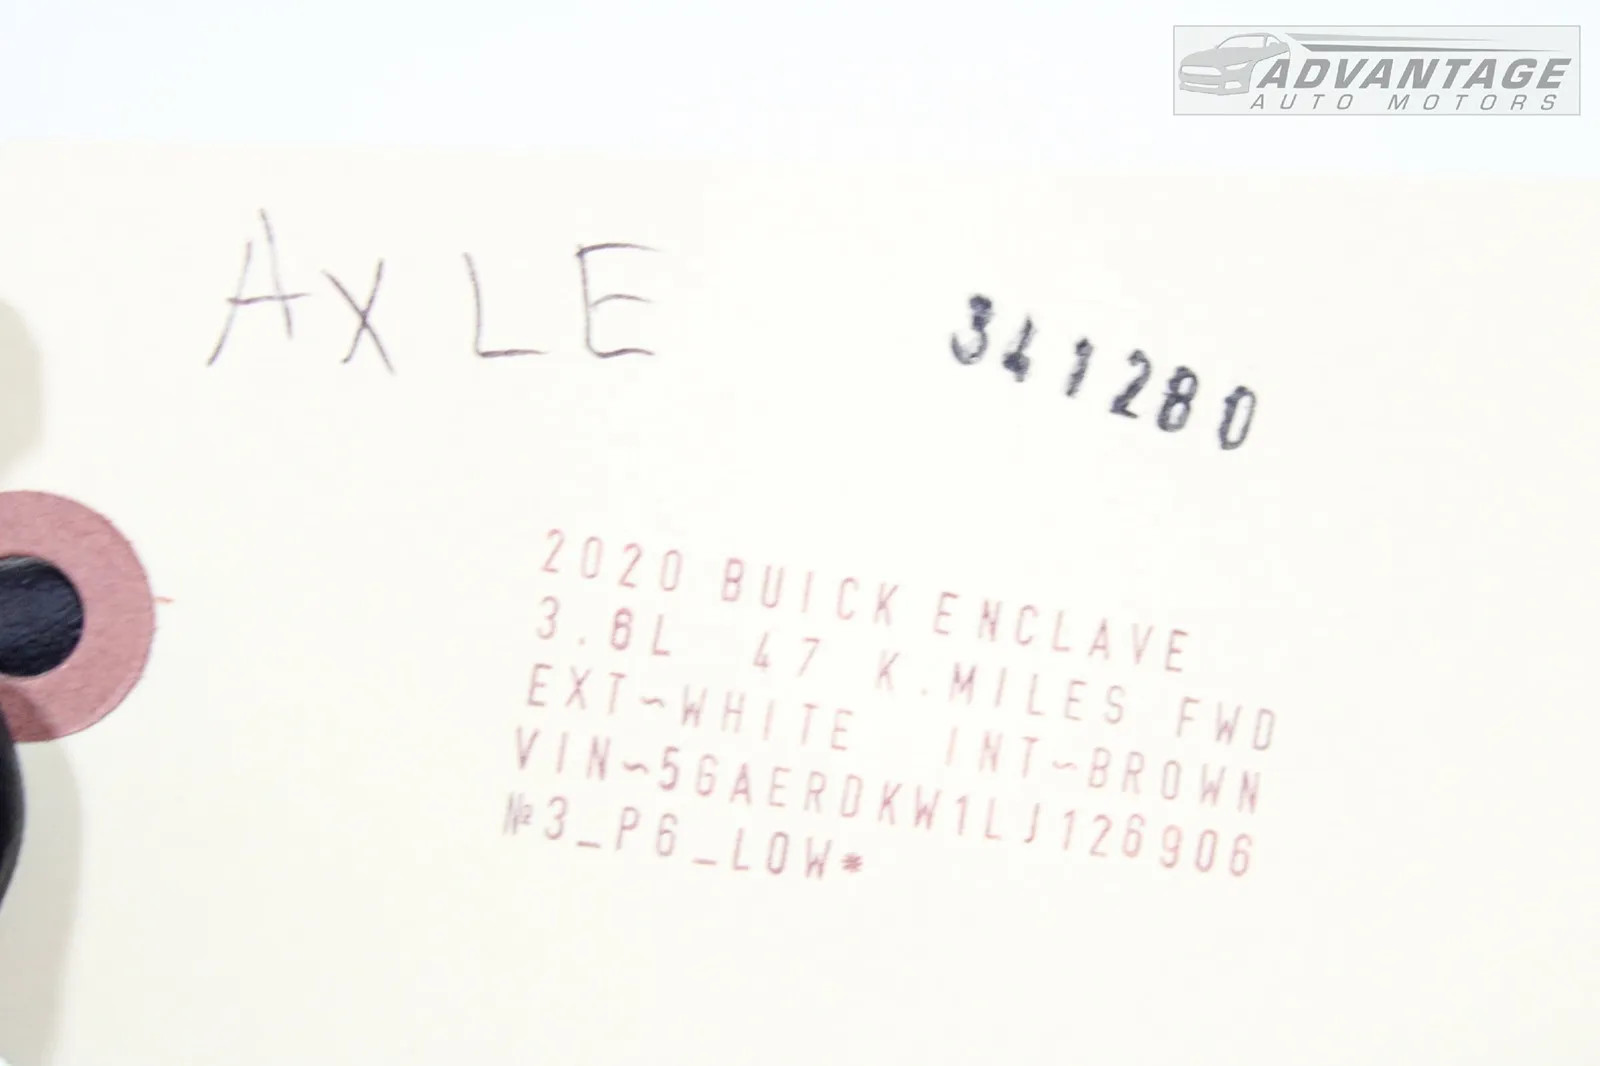 ADVANTAGE
AUTO MOTORS
AXLE
341280
2020 BUICK ENCLAVE
3.6L 47 K.MILES FWD
EXT~WHITE INT~BROWN
VIN~5GAERDKW1LJ126906
№3_P6_LOW*